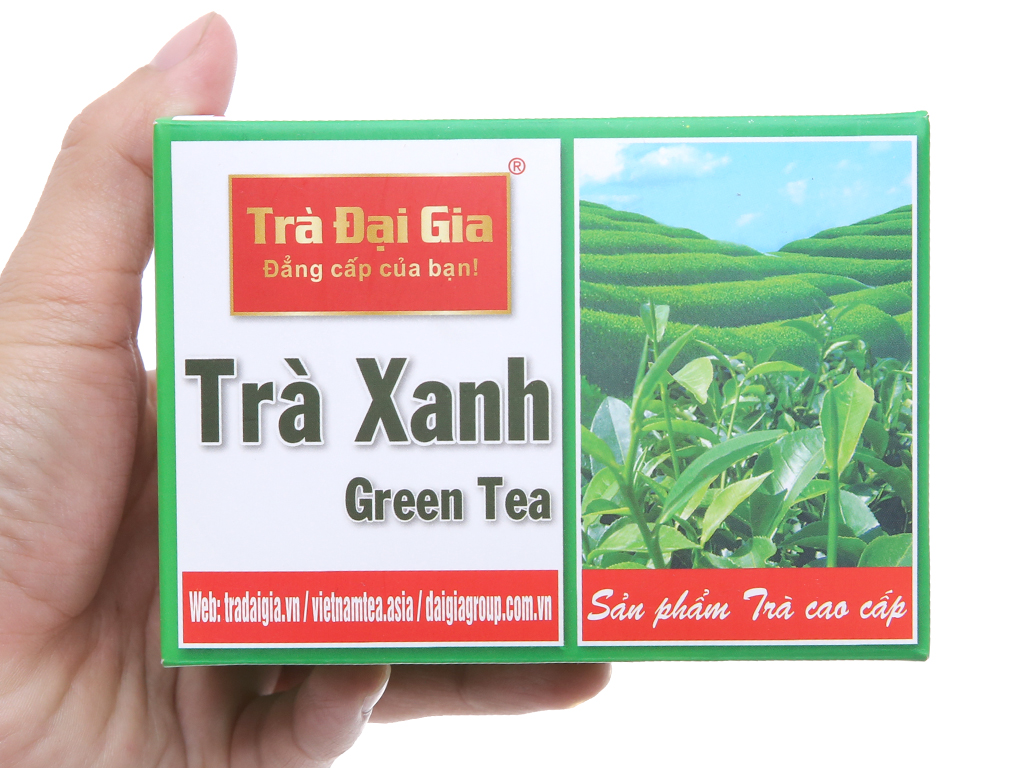 Trà Đại Gia ®
Đẳng cấp của bạn!
Trà Xanh
Green Tea
Web: tradaigia.vn / vietnamtea.asia / daigiagroup.com.vn
Sản phẩm Trà cao cấp